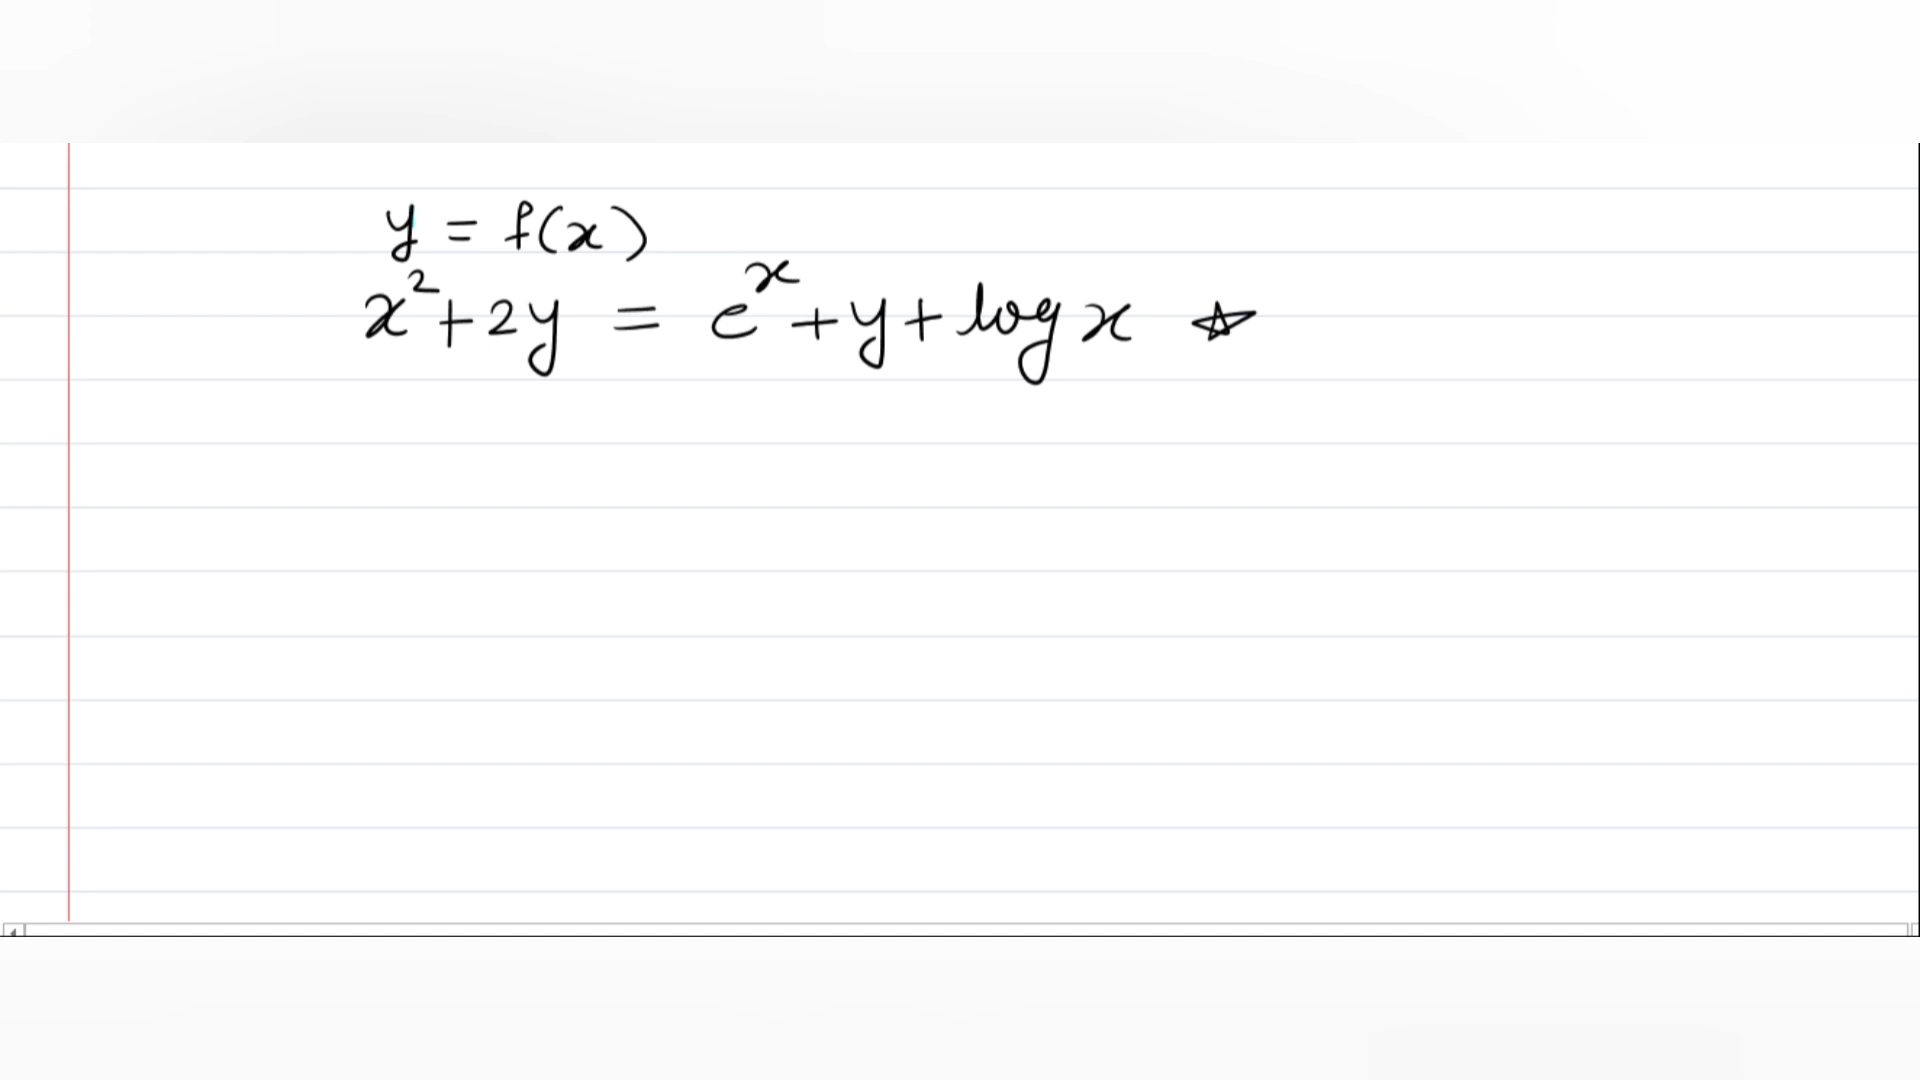 y = f(x)
x² + 2y = eˣ + y + log x ☆